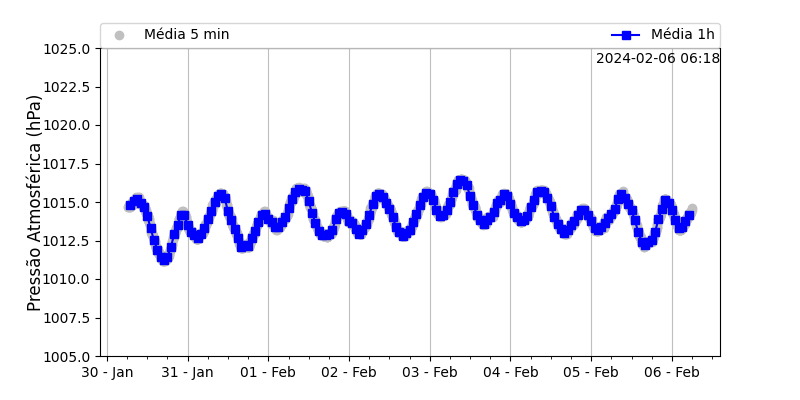 Média 5 min
Média 1h
2024-02-06 06:18
Pressão Atmosférica (hPa)
1025.0
1022.5
1020.0
1017.5
1015.0
1012.5
1010.0
1007.5
1005.0
30 - Jan
31 - Jan
01 - Feb
02 - Feb
03 - Feb
04 - Feb
05 - Feb
06 - Feb